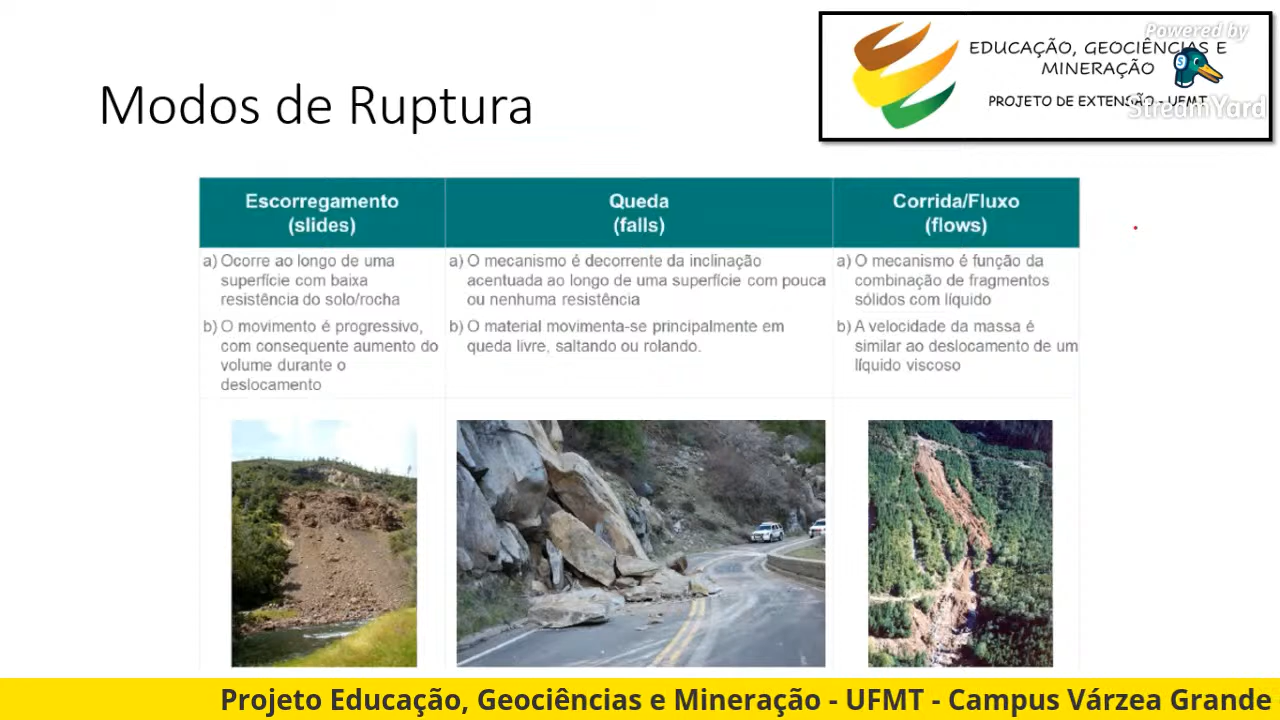 Modos de Ruptura
EDUCAÇÃO, GEOCIÊNCIAS E
MINERAÇÃO
PROJETO DE EXTENSÃO - UFMT
Powered by
StreamYard
Escorregamento
(slides)
Queda
(falls)
Corrida/Fluxo
(flows)
a) Ocorre ao longo de uma
superfície com baixa
resistência do solo/rocha
b) O movimento é progressivo,
com consequente aumento do
volume durante o
deslocamento
a) O mecanismo é decorrente da inclinação
acentuada ao longo de uma superfície com pouca
ou nenhuma resistência
b) O material movimenta-se principalmente em
queda livre, saltando ou rolando.
a) O mecanismo é função da
combinação de fragmentos
sólidos com líquido
b) A velocidade da massa é
similar ao deslocamento de um
líquido viscoso
Projeto Educação, Geociências e Mineração - UFMT - Campus Várzea Grande